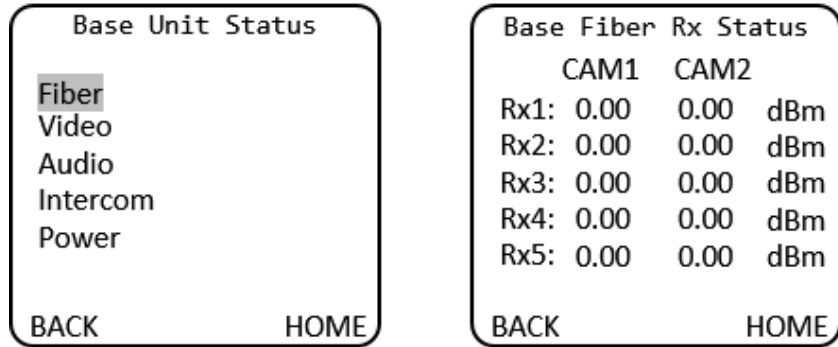 Base Unit Status
Fiber
Video
Audio
Intercom
Power
BACK HOME
Base Fiber Rx Status
CAM1 CAM2
Rx1: 0.00 0.00 dBm
Rx2: 0.00 0.00 dBm
Rx3: 0.00 0.00 dBm
Rx4: 0.00 0.00 dBm
Rx5: 0.00 0.00 dBm
BACK HOME